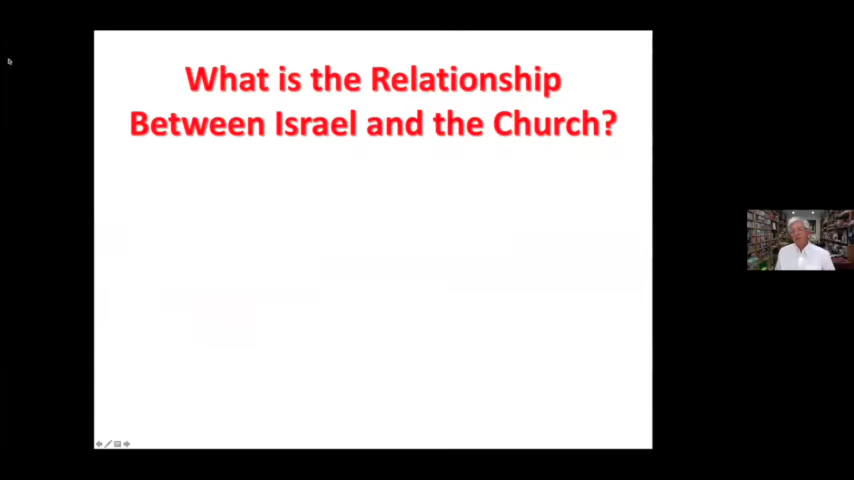 What is the Relationship
Between Israel and the Church?